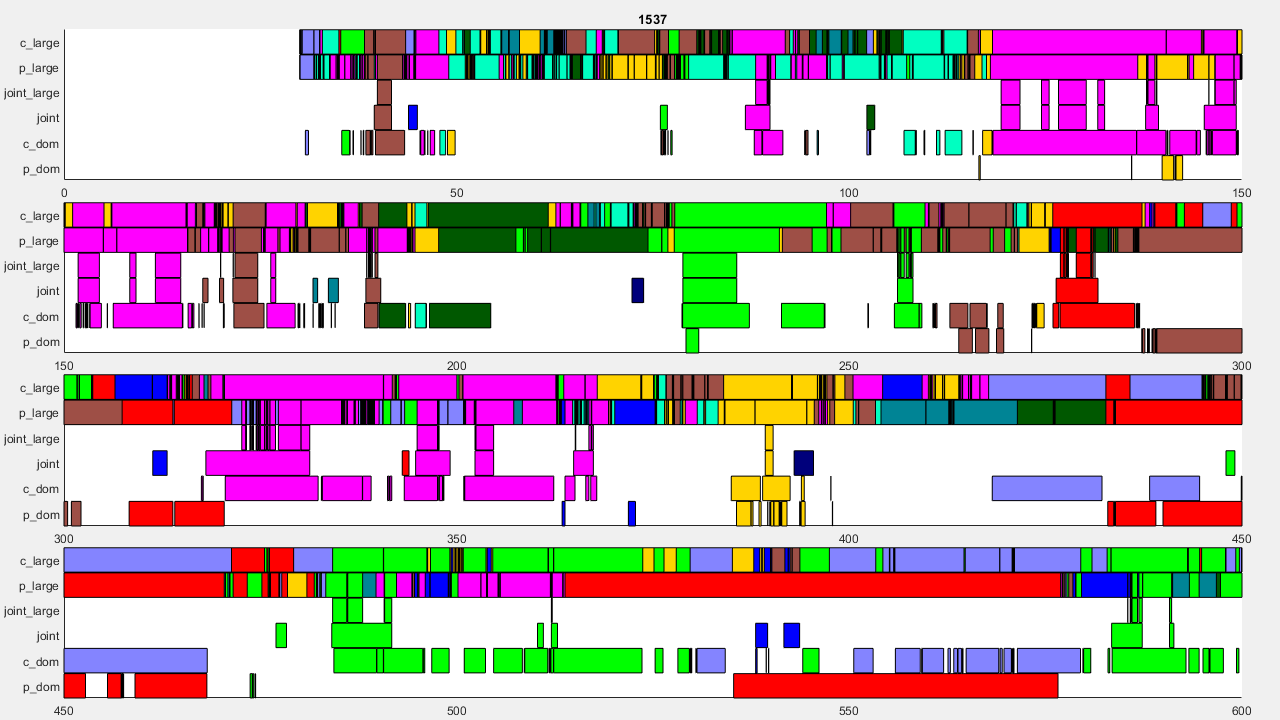 1537
c_large
p_large
joint_large
joint
c_dom
p_dom
0 50 100 150
c_large
p_large
joint_large
joint
c_dom
p_dom
150 200 250 300
c_large
p_large
joint_large
joint
c_dom
p_dom
300 350 400 450
c_large
p_large
joint_large
joint
c_dom
p_dom
450 500 550 600